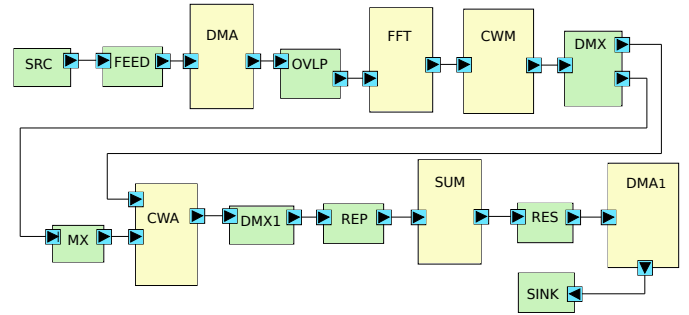 SRC
FEED
DMA
OVLP
FFT
CWM
DMX
MX
CWA
DMX1
REP
SUM
RES
DMA1
SINK